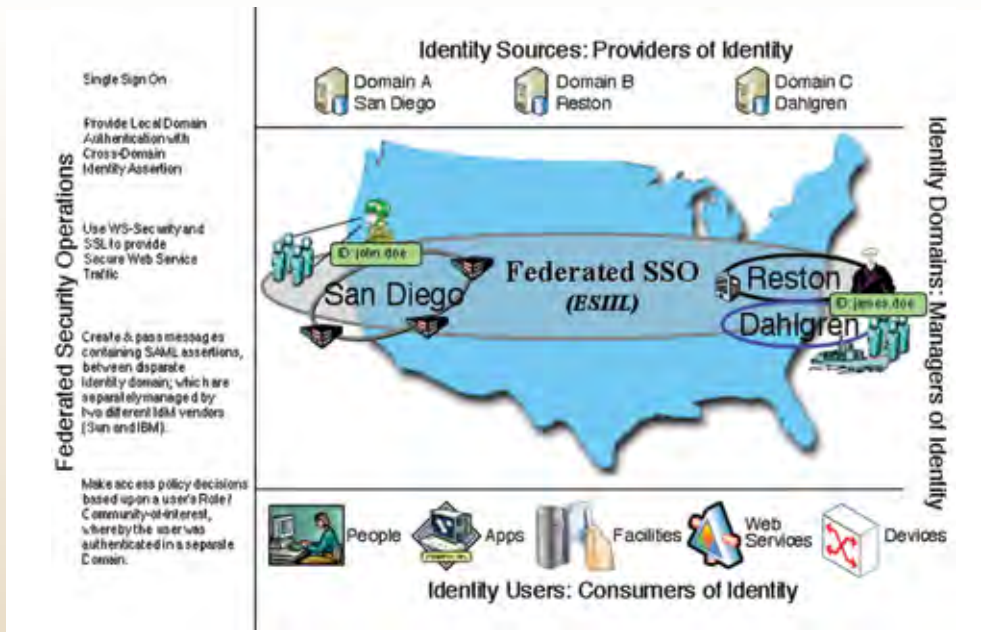 Identity Sources: Providers of Identity
Domain A
San Diego
Domain B
Reston
Domain C
Dahlgren
Federated Security Operations
Single Sign On
Provide Local Domain
Authentication with
Cross-Domain
Identity Assertion
Use WS-Security and
SSL to provide
Secure Web Service
Traffic
Create & pass messages
containing SAML assertions,
between disparate
Identity domain; which are
separately managed by
two different IdM vendors
(Sun and IBM).
Make access policy decisions
based upon a user's Role /
Community-of-interest,
whereby the user was
authenticated in a separate
Domain.
ID: john.doe
San Diego
Federated SSO
(ESIIL)
Reston
ID: james.doe
Dahlgren
Identity Domains: Managers of Identity
People
Apps
Facilities
Web
Services
Devices
Identity Users: Consumers of Identity